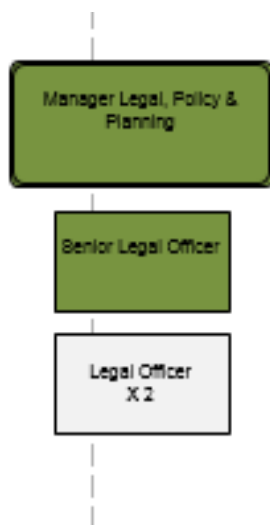 Manager Legal, Policy &
Planning
Senior Legal Officer
Legal Officer
X 2